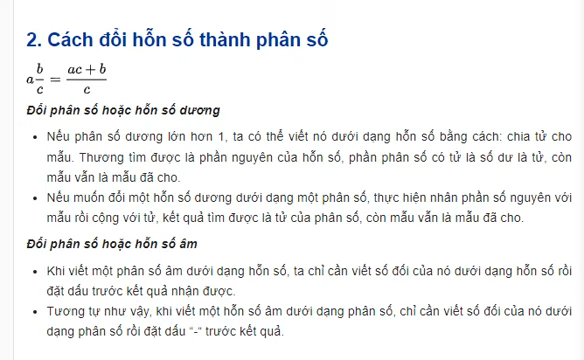 2. Cách đổi hỗn số thành phân số
a b/c = (ac + b)/c
Đổi phân số hoặc hỗn số dương
• Nếu phân số dương lớn hơn 1, ta có thể viết nó dưới dạng hỗn số bằng cách: chia tử cho
mẫu. Thương tìm được là phần nguyên của hỗn số, phần phân số có tử là số dư là tử, còn
mẫu vẫn là mẫu đã cho.
• Nếu muốn đổi một hỗn số dương dưới dạng một phân số, thực hiện nhân phần số nguyên với
mẫu rồi cộng với tử, kết quả tìm được là tử của phân số, còn mẫu vẫn là mẫu đã cho.
Đổi phân số hoặc hỗn số âm
• Khi viết một phân số âm dưới dạng hỗn số, ta chỉ cần viết số đối của nó dưới dạng hỗn số rồi
đặt dấu trước kết quả nhận được.
• Tương tự như vậy, khi viết một hỗn số âm dưới dạng phân số, chỉ cần viết số đối của nó dưới
dạng phân số rồi đặt dấu "-" trước kết quả.